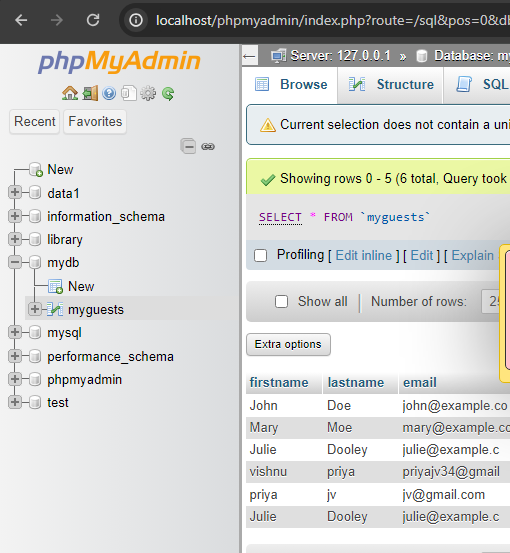 localhost/phpmyadmin/index.php?route=/sql&pos=0&db
phpMyAdmin
Recent Favorites
New
data1
information_schema
library
mydb
New
myguests
mysql
performance_schema
phpmyadmin
test
Server: 127.0.0.1 » Database: my
Browse Structure SQL
Current selection does not contain a uni
Showing rows 0 - 5 (6 total, Query took
SELECT * FROM `myguests`
Profiling [ Edit inline ] [ Edit ] [ Explain
Show all Number of rows: 25
Extra options
firstname lastname email
John Doe john@example.co
Mary Moe mary@example.co
Julie Dooley julie@example.c
vishnu priya priyajv34@gmail
priya jv jv@gmail.com
Julie Dooley julie@example.c